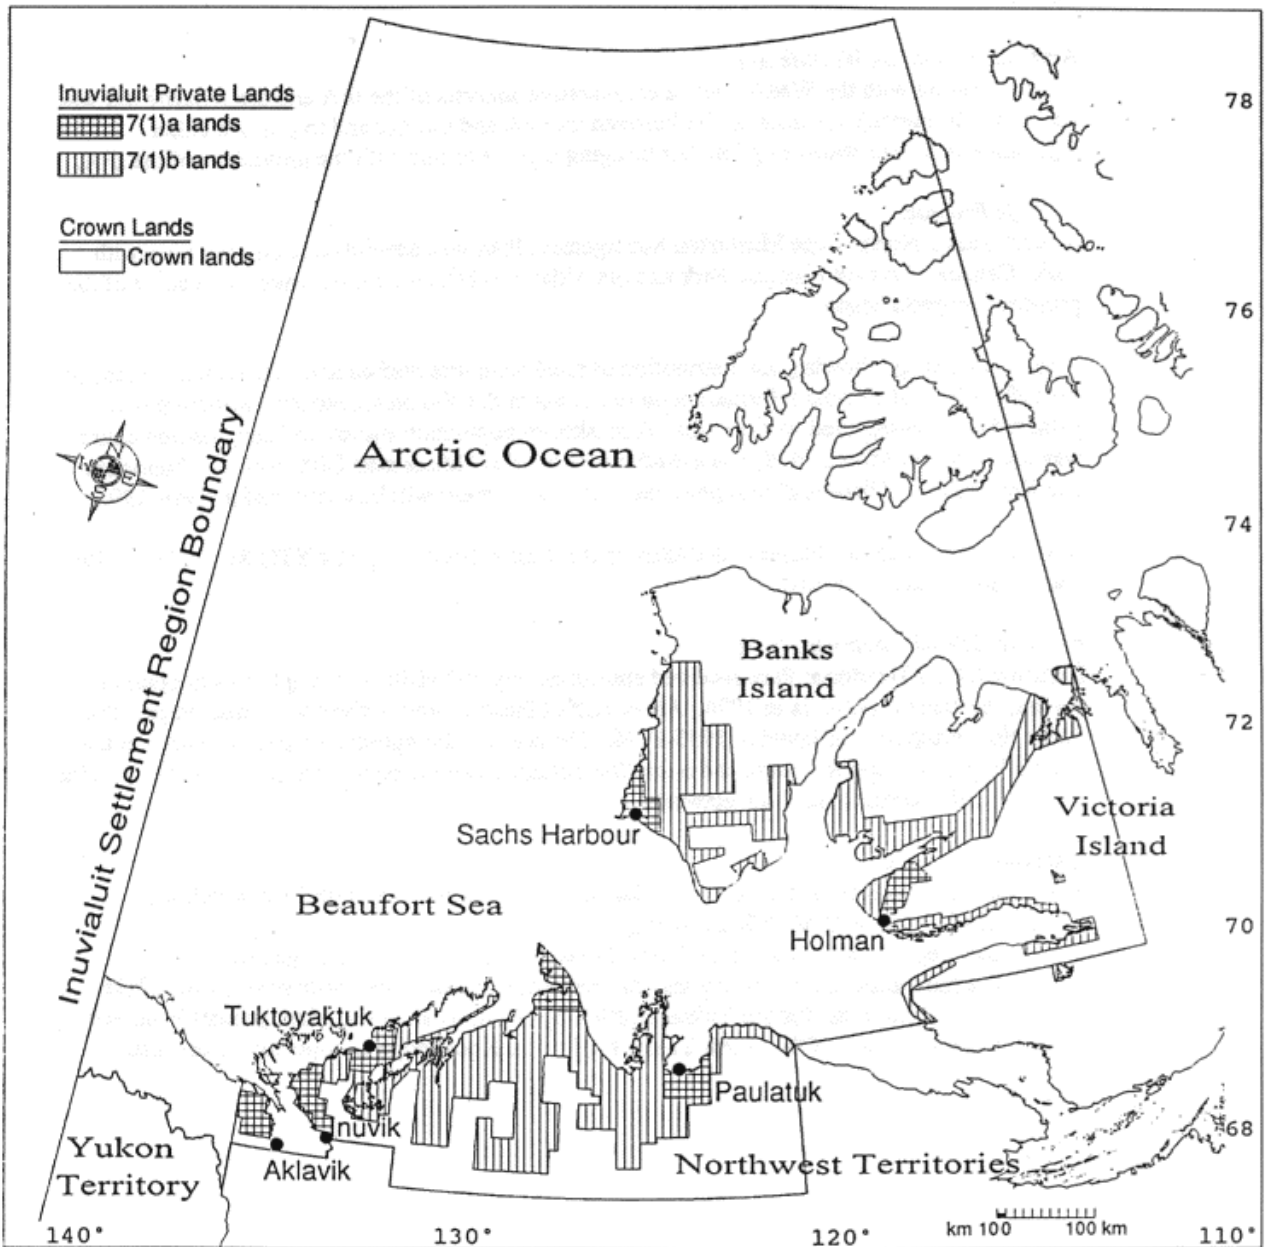 Inuvialuit Private Lands
7(1)a lands
7(1)b lands
Crown Lands
Crown lands
78
76
74
72
70
68
Inuvialuit Settlement Region Boundary
Arctic Ocean
Banks
Island
Sachs Harbour
Victoria
Island
Beaufort Sea
Holman
Tuktoyaktuk
Paulatuk
Inuvik
Aklavik
Yukon
Territory
Northwest Territories
km 100 100 km
140° 130° 120° 110°